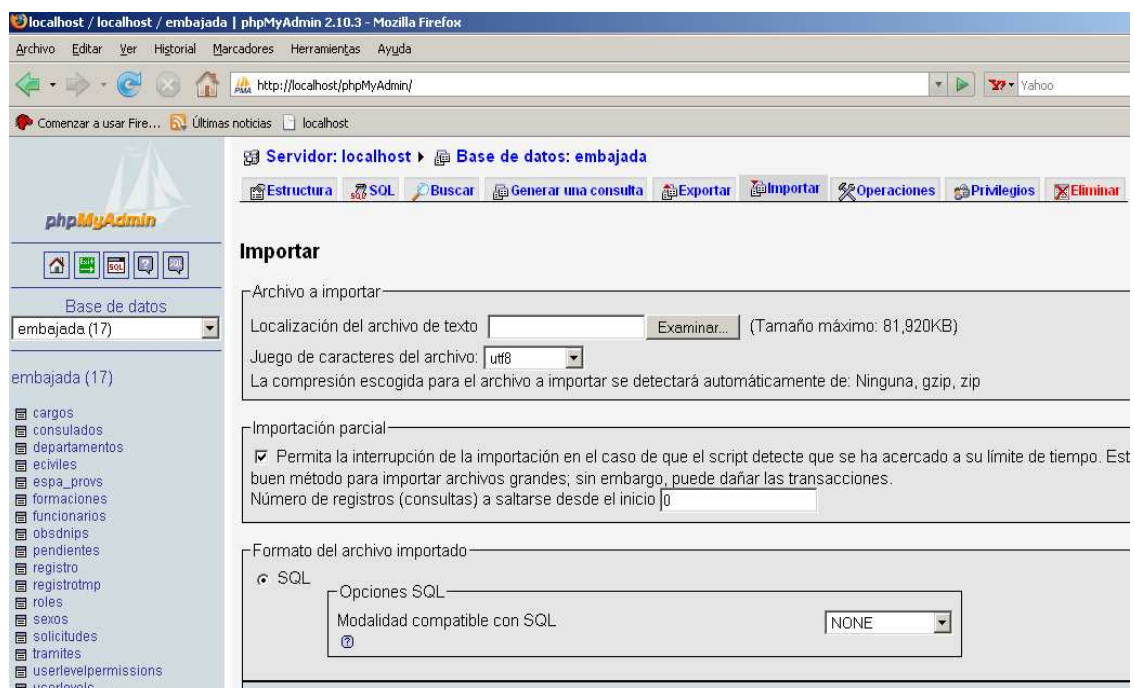 localhost / localhost / embajada | phpMyAdmin 2.10.3 - Mozilla Firefox
Archivo Editar Ver Historial Marcadores Herramientas Ayuda
PMA http://localhost/phpMyAdmin/ Yahoo
Comenzar a usar Fire... Últimas noticias localhost
phpMyAdmin
Exit SQL ? SQL
Base de datos
embajada (17)
embajada (17)
cargos
consulados
departamentos
eciviles
espa_provs
formaciones
funcionarios
obsdnips
pendientes
registro
registrotmp
roles
sexos
solicitudes
tramites
userlevelpermissions
userlevels
Servidor: localhost Base de datos: embajada
Estructura SQL Buscar Generar una consulta Exportar Importar Operaciones Privilegios Eliminar
Importar
Archivo a importar
Localización del archivo de texto Examinar... (Tamaño máximo: 81,920KB)
Juego de caracteres del archivo: utf8
La compresión escogida para el archivo a importar se detectará automáticamente de: Ninguna, gzip, zip
Importación parcial
Permita la interrupción de la importación en el caso de que el script detecte que se ha acercado a su límite de tiempo. Est
buen método para importar archivos grandes; sin embargo, puede dañar las transacciones.
Número de registros (consultas) a saltarse desde el inicio 0
Formato del archivo importado
SQL
Opciones SQL
Modalidad compatible con SQL NONE
?